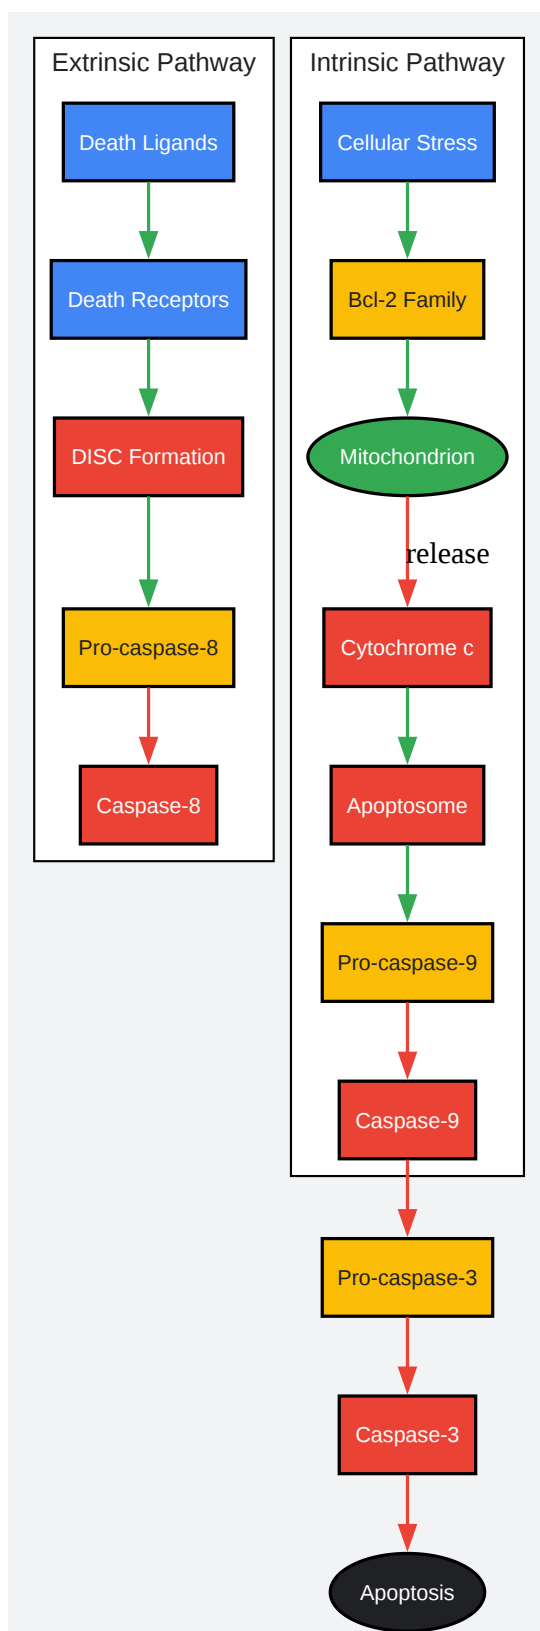 Extrinsic Pathway
Death Ligands
Death Receptors
DISC Formation
Pro-caspase-8
Caspase-8
Intrinsic Pathway
Cellular Stress
Bcl-2 Family
Mitochondrion
release
Cytochrome c
Apoptosome
Pro-caspase-9
Caspase-9
Pro-caspase-3
Caspase-3
Apoptosis